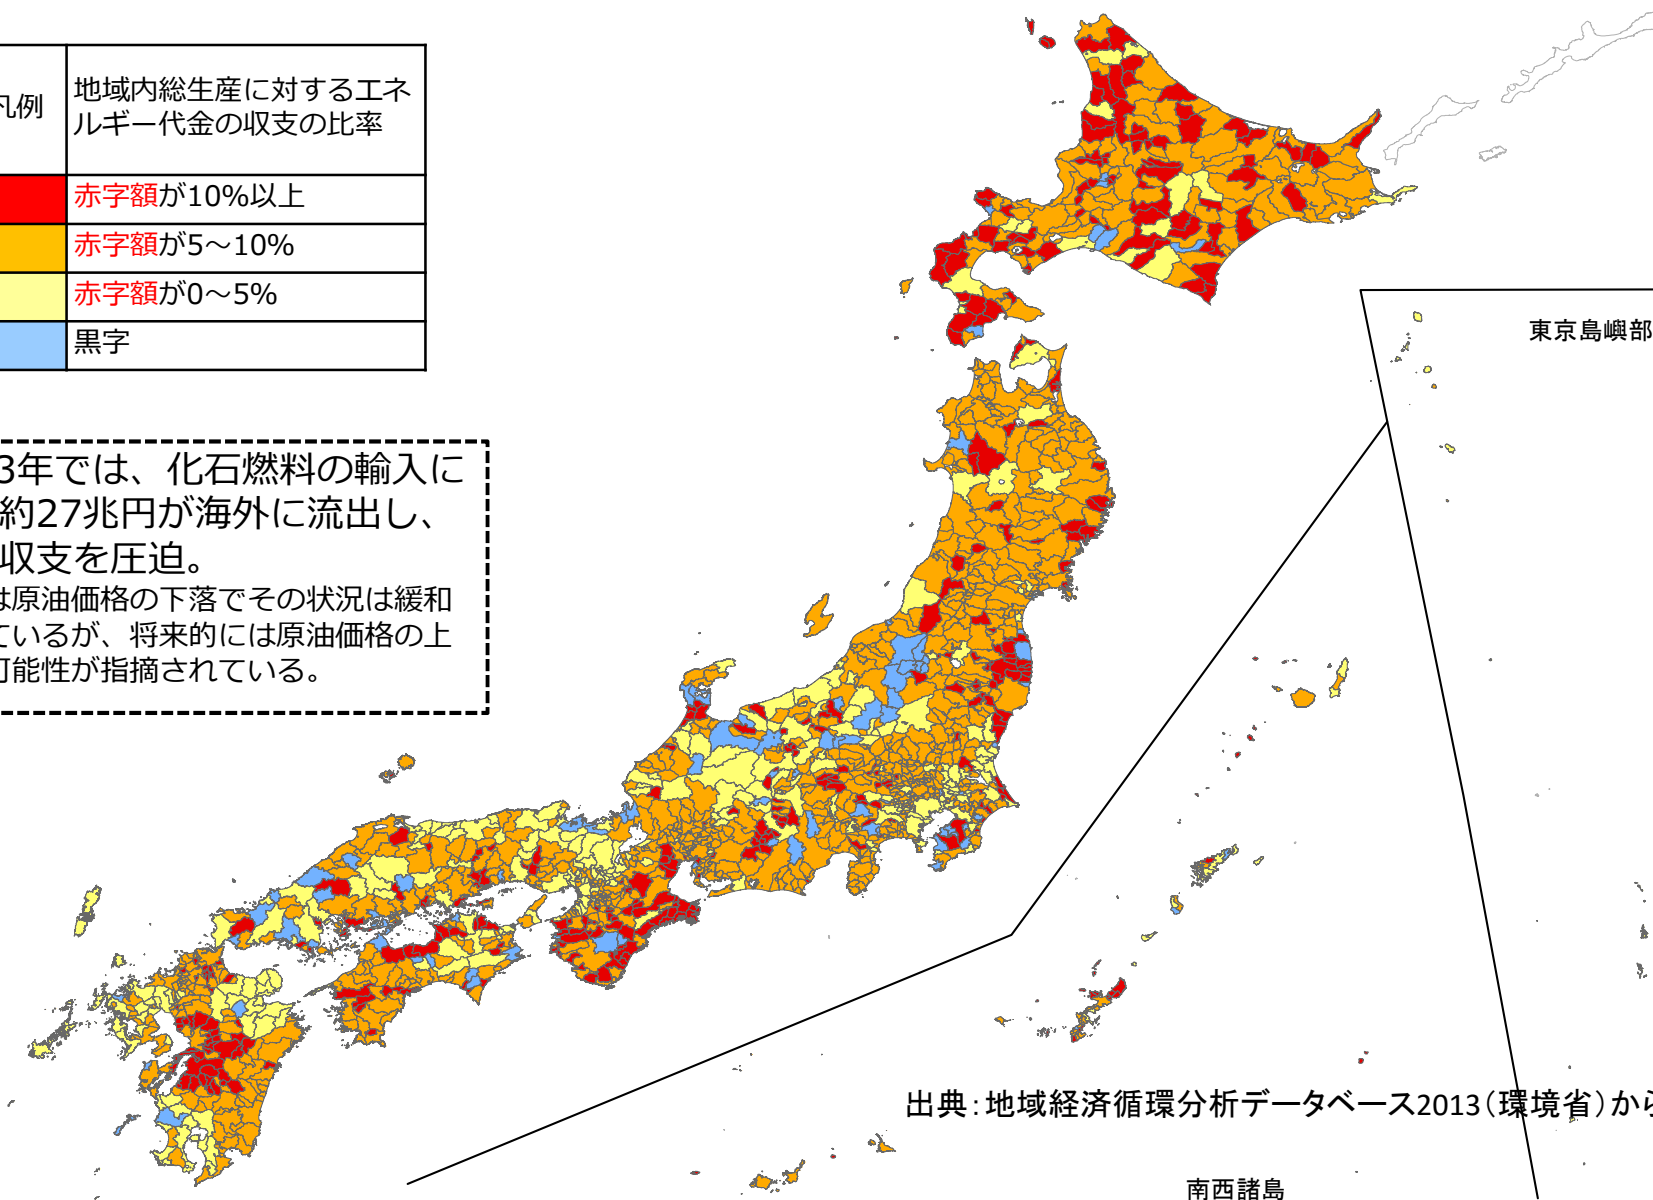 凡例
地域内総生産に対するエネ
ルギー代金の収支の比率
赤字額が10%以上
赤字額が5～10%
赤字額が0～5%
黒字
3年では、化石燃料の輸入に
約27兆円が海外に流出し、
収支を圧迫。
は原油価格の下落でその状況は緩和
ているが、将来的には原油価格の上
可能性が指摘されている。
東京島嶼部
出典：地域経済循環分析データベース2013（環境省）から
南西諸島